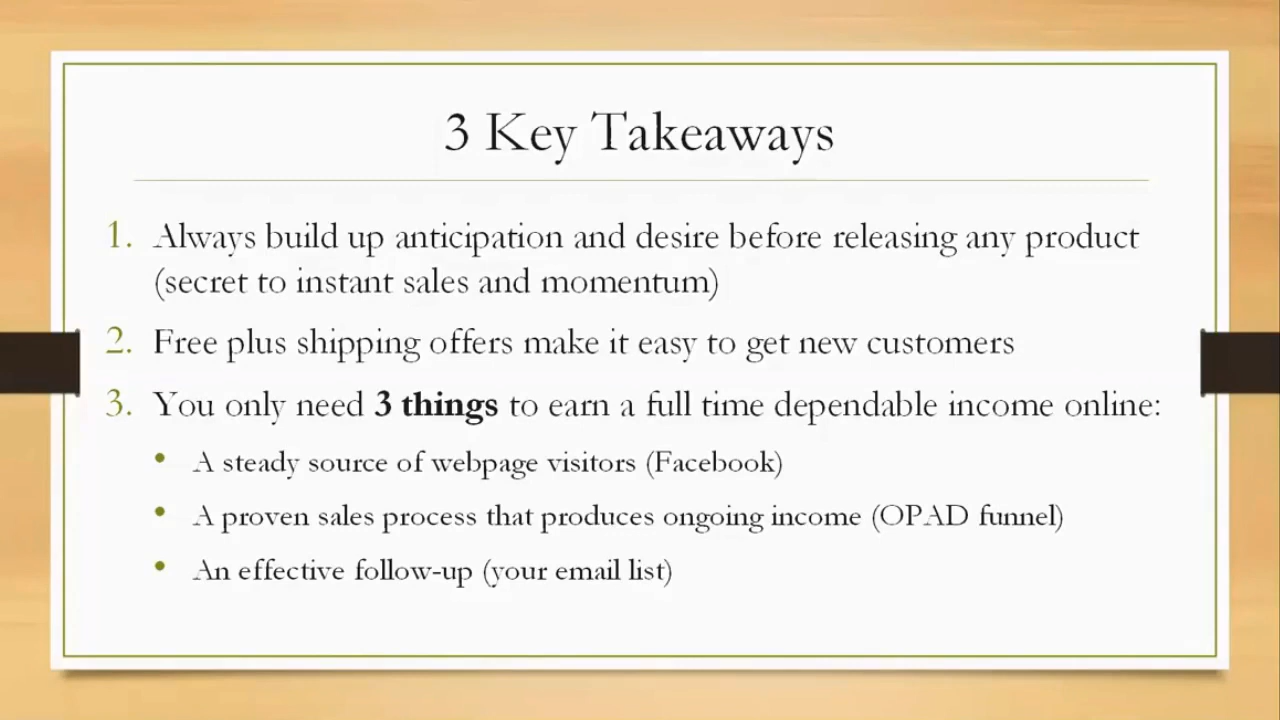 3 Key Takeaways
1. Always build up anticipation and desire before releasing any product
(secret to instant sales and momentum)
2. Free plus shipping offers make it easy to get new customers
3. You only need 3 things to earn a full time dependable income online:
• A steady source of webpage visitors (Facebook)
• A proven sales process that produces ongoing income (OPAD funnel)
• An effective follow-up (your email list)